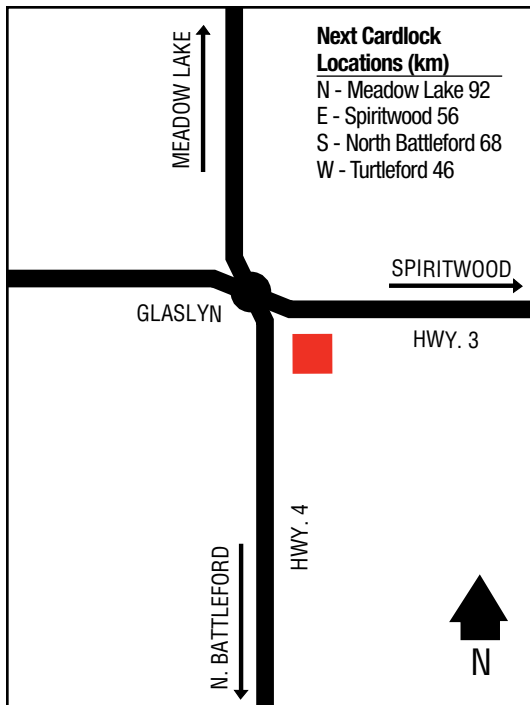 Next Cardlock
Locations (km)
N - Meadow Lake 92
E - Spiritwood 56
S - North Battleford 68
W - Turtleford 46
MEADOW LAKE
SPIRITWOOD
GLASLYN
HWY. 3
HWY. 4
N. BATTLEFORD
N